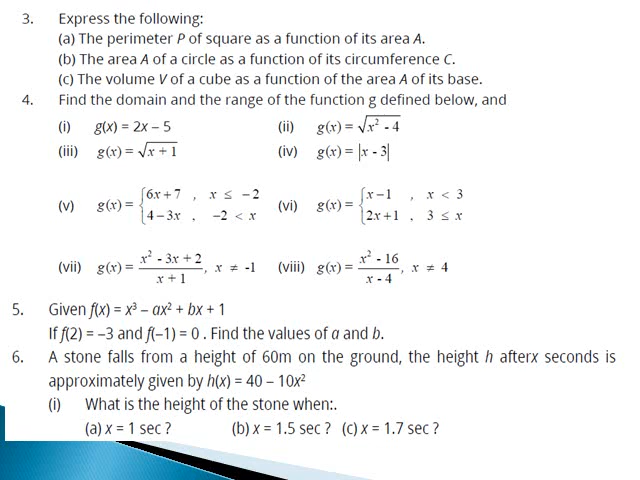 3. Express the following:
(a) The perimeter P of square as a function of its area A.
(b) The area A of a circle as a function of its circumference C.
(c) The volume V of a cube as a function of the area A of its base.
4. Find the domain and the range of the function g defined below, and
(i) g(x) = 2x – 5 (ii) g(x) = √(x² - 4)
(iii) g(x) = √(x + 1) (iv) g(x) = |x - 3|
(v) g(x) = { 6x + 7 , x ≤ -2 ; 4 – 3x , -2 < x (vi) g(x) = { x – 1 , x < 3 ; 2x + 1 , 3 ≤ x
(vii) g(x) = (x² - 3x + 2) / (x + 1), x ≠ -1 (viii) g(x) = (x² - 16) / (x - 4), x ≠ 4
5. Given f(x) = x³ – ax² + bx + 1
If f(2) = –3 and f(–1) = 0 . Find the values of a and b.
6. A stone falls from a height of 60m on the ground, the height h afterx seconds is
approximately given by h(x) = 40 – 10x²
(i) What is the height of the stone when:.
(a) x = 1 sec ? (b) x = 1.5 sec ? (c) x = 1.7 sec ?